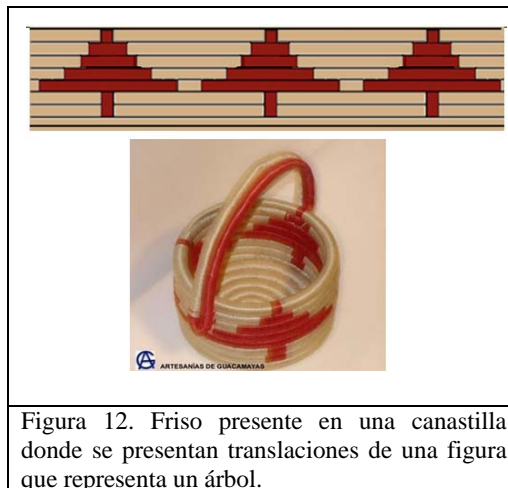 ARTESANÍAS DE GUACAMAYAS
Figura 12. Friso presente en una canastilla
donde se presentan translaciones de una figura
que representa un árbol.